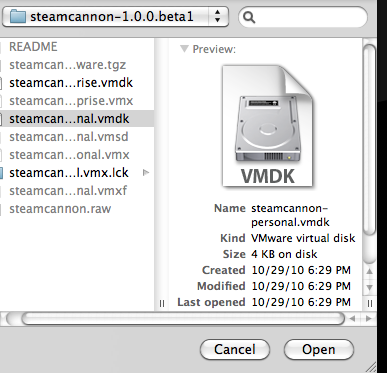 steamcannon-1.0.0.beta1
README
steamcan...ware.tgz
steamcan...rise.vmdk
steamcan...prise.vmx
steamcan...nal.vmdk
steamcan...nal.vmsd
steamcan...onal.vmx
steamcan...l.vmx.lck
steamcan...nal.vmxf
steamcannon.raw
Preview:
VMDK
Name steamcannon-
personal.vmdk
Kind VMware virtual disk
Size 4 KB on disk
Created 10/29/10 6:29 PM
Modified 10/29/10 6:29 PM
Last opened 10/29/10 6:29 PM
Cancel
Open